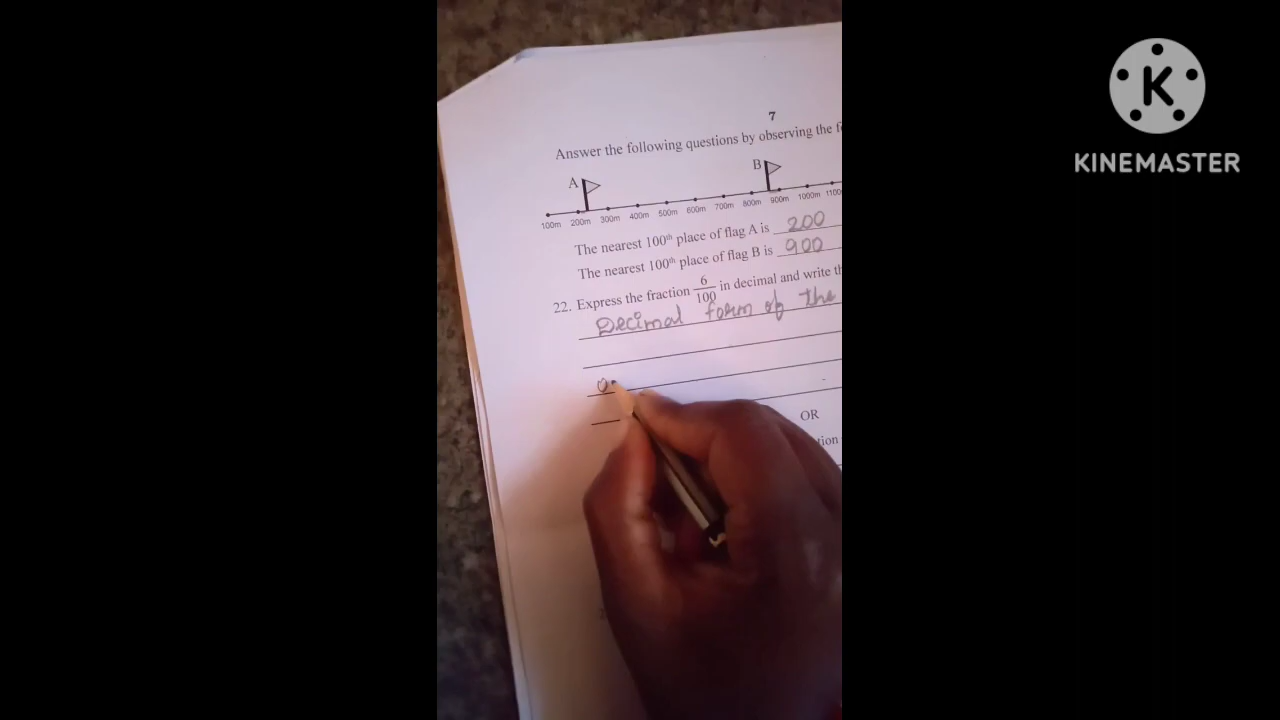 7
Answer the following questions by observing the
A
B
100m 200m 300m 400m 500m 600m 700m 800m 900m 1000m 1100
The nearest 100th place of flag A is 200
The nearest 100th place of flag B is 900
22. Express the fraction 6/100 in decimal and write
Decimal form of the
0.
OR
KINEMASTER